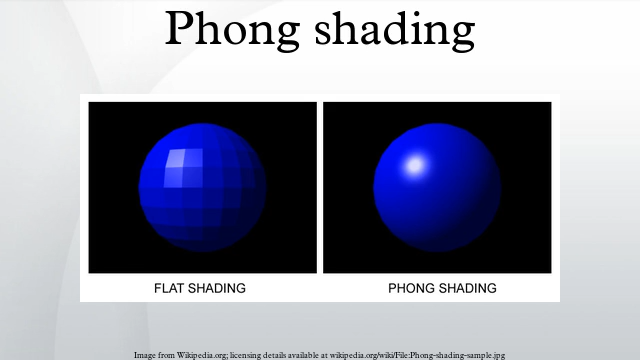 Phong shading
FLAT SHADING
PHONG SHADING
Image from Wikipedia.org; licensing details available at wikipedia.org/wiki/File:Phong-shading-sample.jpg